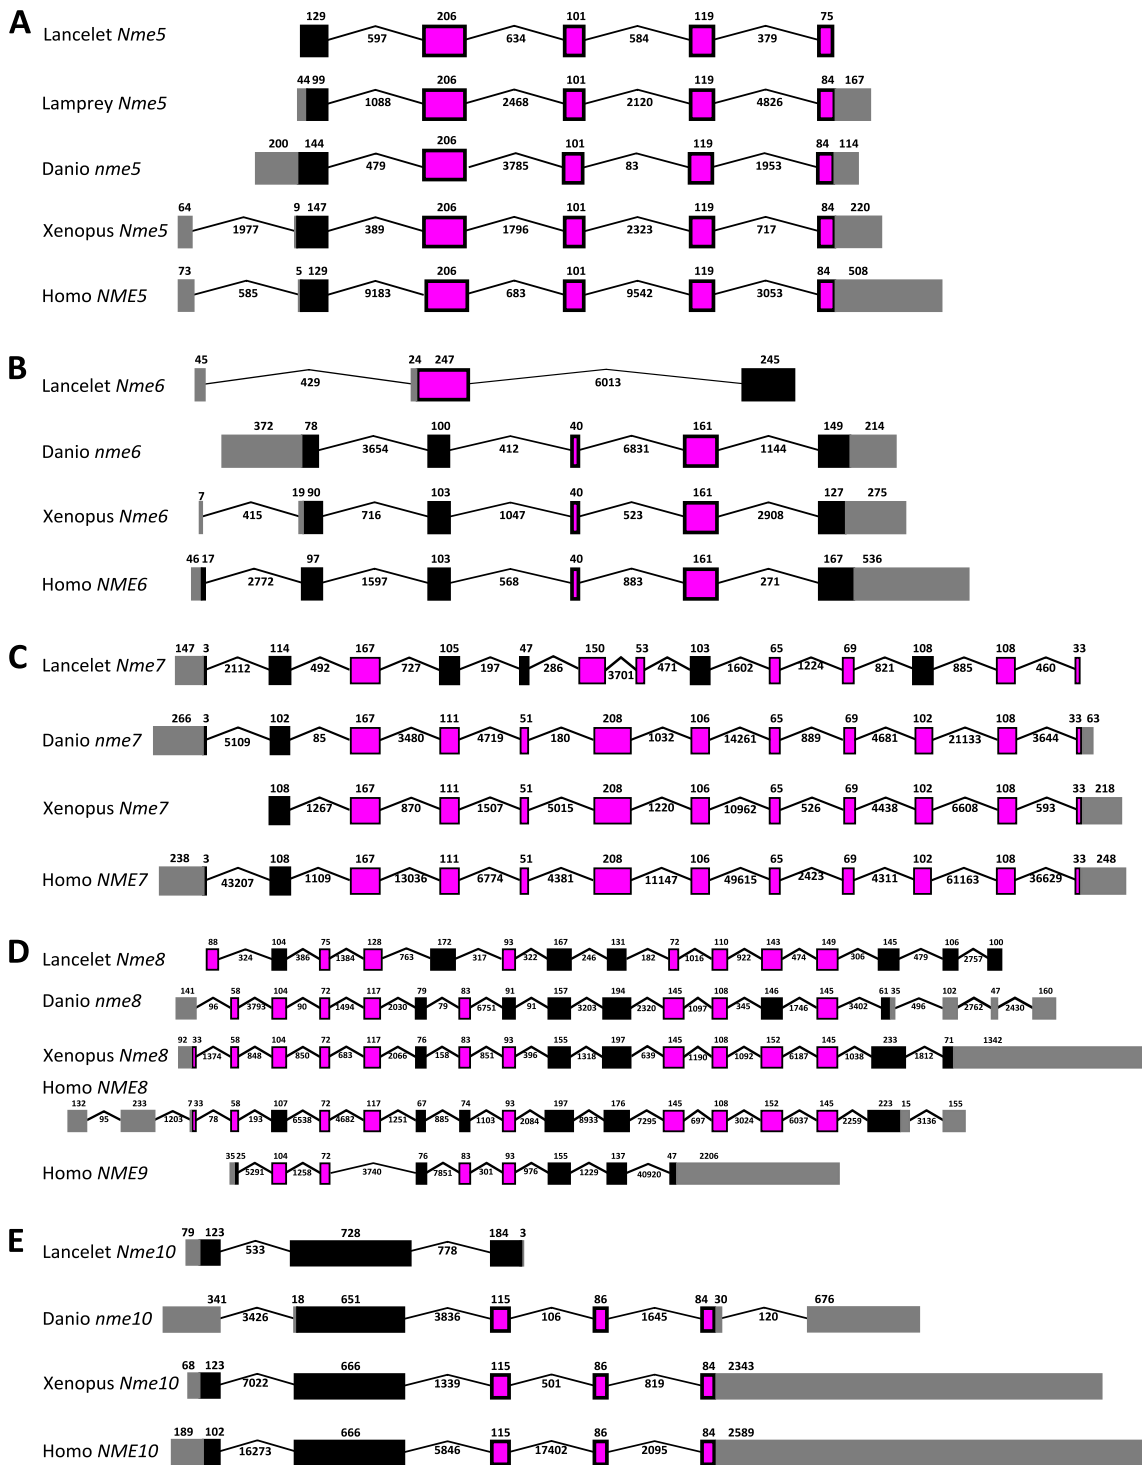 A
129 206 101 119 75
Lancelet Nme5
597 634 584 379
44 99 206 101 119 84 167
Lamprey Nme5
1088 2468 2120 4826
200 144 206 101 119 84 114
Danio nme5
479 3785 83 1953
64 9 147 206 101 119 84 220
Xenopus Nme5
1977 389 1796 2323 717
73 5 129 206 101 119 84 508
Homo NME5
585 9183 683 9542 3053
B
45 24 247 245
Lancelet Nme6
429 6013
372 78 100 40 161 149 214
Danio nme6
3654 412 6831 1144
7 19 90 103 40 161 127 275
Xenopus Nme6
415 716 1047 523 2908
46 17 97 103 40 161 167 536
Homo NME6
2772 1597 568 883 271
C
147 3 114 167 105 47 150 53 103 65 69 108 108 33
Lancelet Nme7
2112 492 727 197 286 3701 471 1602 1224 821 885 460
266 3 102 167 111 51 208 106 65 69 102 108 33 63
Danio nme7
5109 85 3480 4719 180 1032 14261 889 4681 21133 3644
108 167 111 51 208 106 65 69 102 108 33 218
Xenopus Nme7
1267 870 1507 5015 1220 10962 526 4438 6608 593
238 3 108 167 111 51 208 106 65 69 102 108 33 248
Homo NME7
43207 1109 13036 6774 4381 11147 49615 2423 4311 61163 36629
D
88 104 75 128 172 93 167 131 72 110 143 149 145 106 100
Lancelet Nme8
324 386 1384 763 317 322 246 182 1016 922 474 306 479 2757
141 58 104 72 117 79 83 91 157 194 145 108 146 145 61 35 102 47 160
Danio nme8
96 3793 90 1494 2030 79 6751 91 3203 2320 1097 345 1746 3402 496 2762 2430
92 33 58 104 72 117 76 83 93 155 197 145 108 152 145 233 71 1342
Xenopus Nme8
1374 848 850 683 2066 158 851 396 1318 639 1190 1092 6187 1038 1812
Homo NME8
132 233 7 33 58 107 72 117 67 74 93 197 176 145 108 152 145 223 15 155
95 1203 78 193 6538 4682 1251 885 1103 2084 8933 7295 697 3024 6037 2259 3136
35 25 104 72 76 83 93 155 137 47 2206
Homo NME9
5291 1258 3740 7851 301 976 1229 40920
E
79 123 728 184 3
Lancelet Nme10
533 778
341 18 651 115 86 84 30 676
Danio nme10
3426 3836 106 1645 120
68 123 666 115 86 84 2343
Xenopus Nme10
7022 1339 501 819
189 102 666 115 86 84 2589
Homo NME10
16273 5846 17402 2095